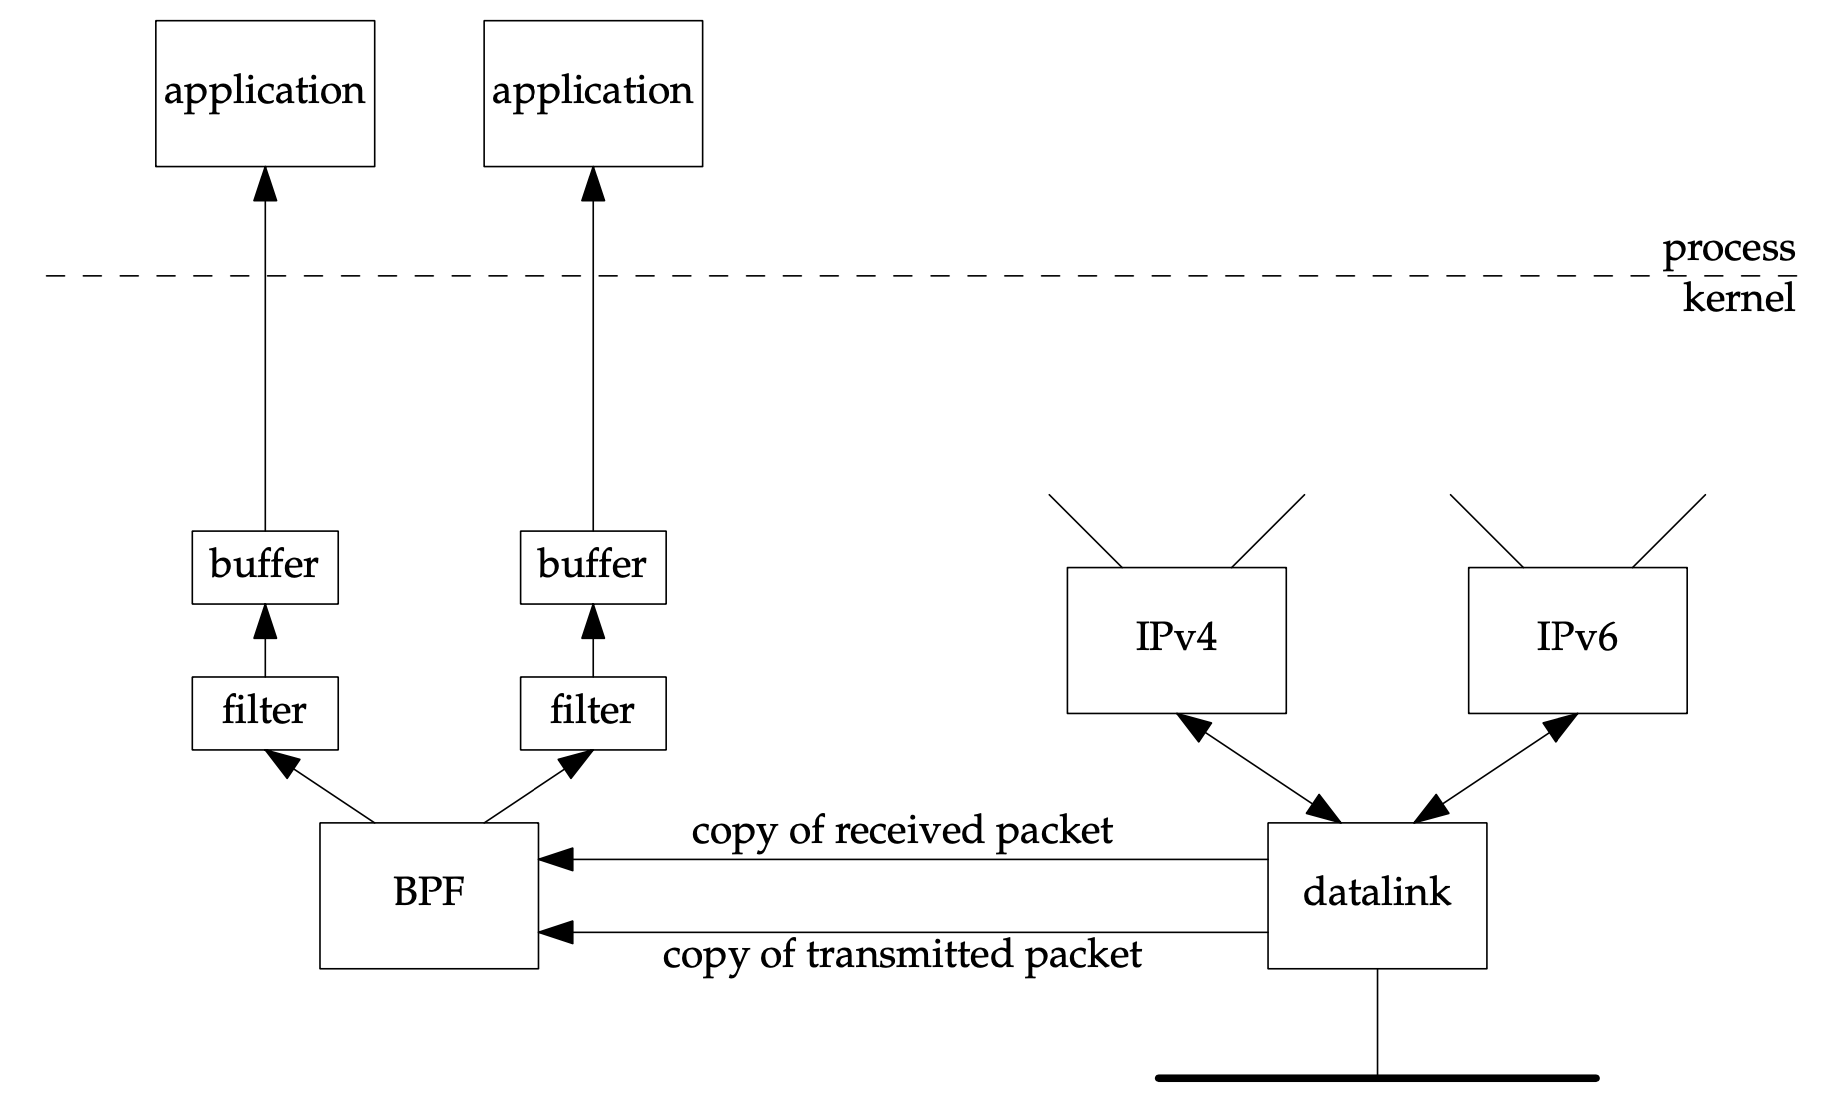 application
application
process
kernel
buffer
buffer
IPv4
IPv6
filter
filter
copy of received packet
BPF
datalink
copy of transmitted packet